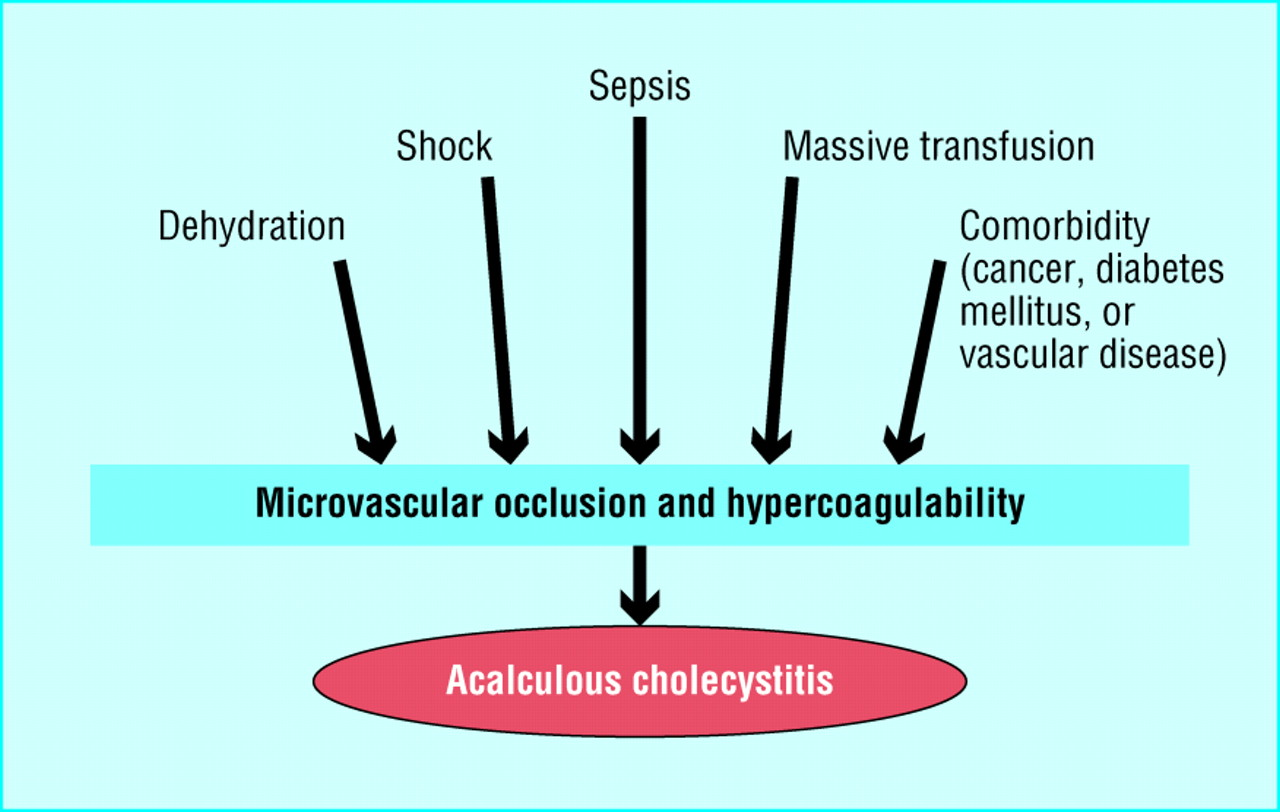 Sepsis
Shock
Massive transfusion
Dehydration
Comorbidity
(cancer, diabetes
mellitus, or
vascular disease)
Microvascular occlusion and hypercoagulability
Acalculous cholecystitis